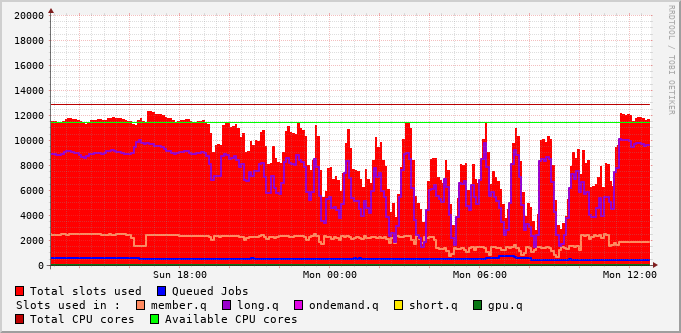 20000
18000
16000
14000
12000
10000
8000
6000
4000
2000
0
Sun 18:00 Mon 00:00 Mon 06:00 Mon 12:00
RRDTOOL / TOBI OETIKER
Total slots used Queued Jobs
Slots used in : member.q long.q ondemand.q short.q gpu.q
Total CPU cores Available CPU cores